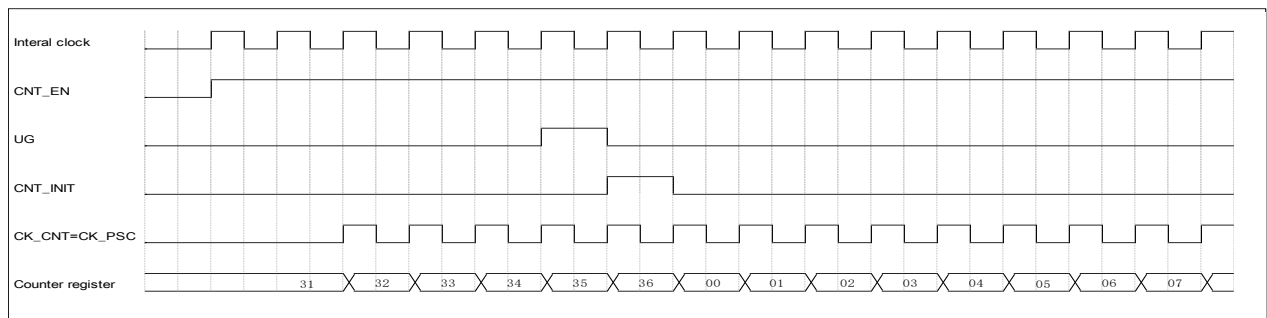 Interal clock
CNT_EN
UG
CNT_INIT
CK_CNT=CK_PSC
Counter register 31 32 33 34 35 36 00 01 02 03 04 05 06 07